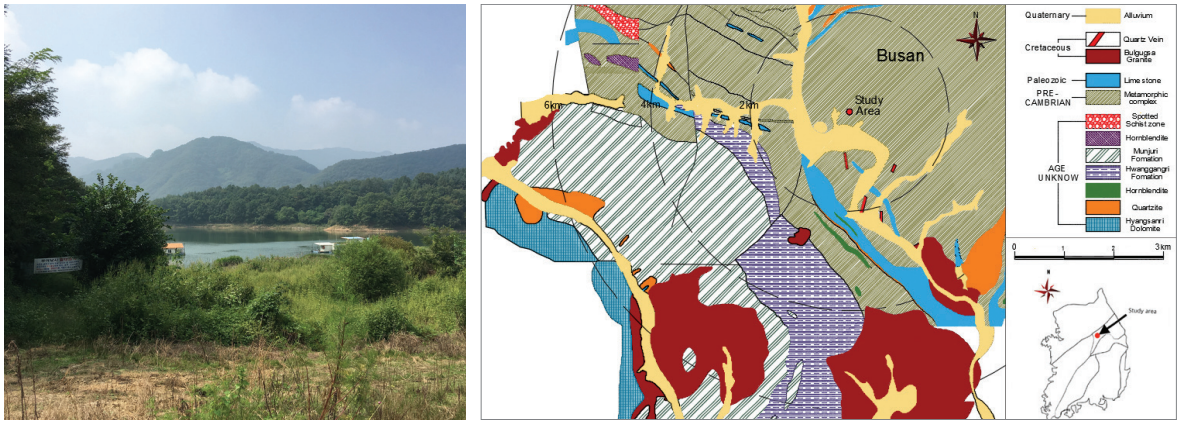 N
Busan
6km
4km
2km
Study
Area
Quaternary
Alluvium
Cretaceous
Quartz Vein
Bulgugsa
Granite
Paleozoic
Lime stone
PRE-
CAMBRIAN
Metamorphic
complex
Spotted
Schist zone
Hornblendite
Munjuri
Fomation
AGE
UNKNOW
Hwanggangri
Fomation
Hornblendite
Quartzite
Hyangsanri
Dolomite
0 1 2 3km
N
Study area